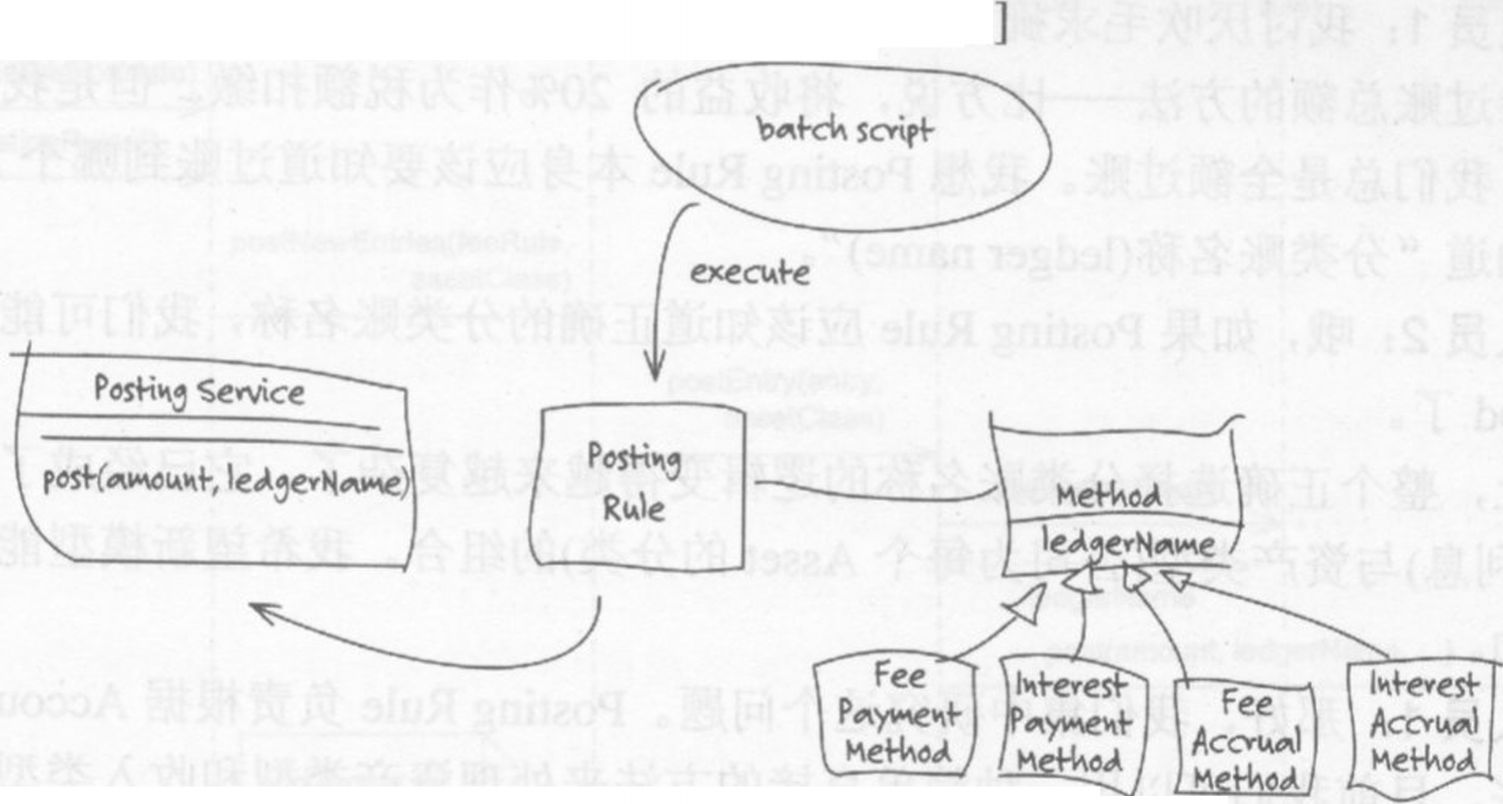 ]
batch script
execute
Posting Service
post(amount, ledgerName)
Posting
Rule
Method
ledgerName
Fee
Payment
Method
Interest
Payment
Method
Fee
Accrual
Method
Interest
Accrual
Method